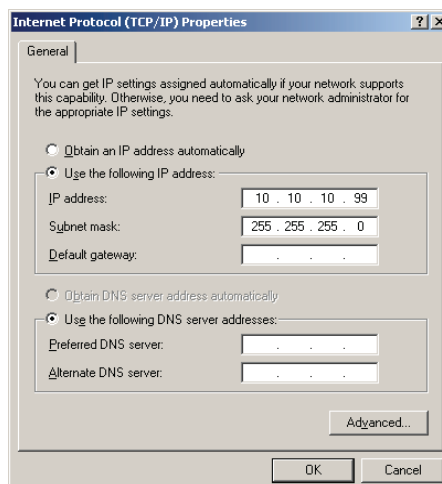 Internet Protocol (TCP/IP) Properties
General
You can get IP settings assigned automatically if your network supports
this capability. Otherwise, you need to ask your network administrator for
the appropriate IP settings.
Obtain an IP address automatically
Use the following IP address:
IP address: 10 . 10 . 10 . 99
Subnet mask: 255 . 255 . 255 . 0
Default gateway: . . .
Obtain DNS server address automatically
Use the following DNS server addresses:
Preferred DNS server: . . .
Alternate DNS server: . . .
Advanced...
OK Cancel